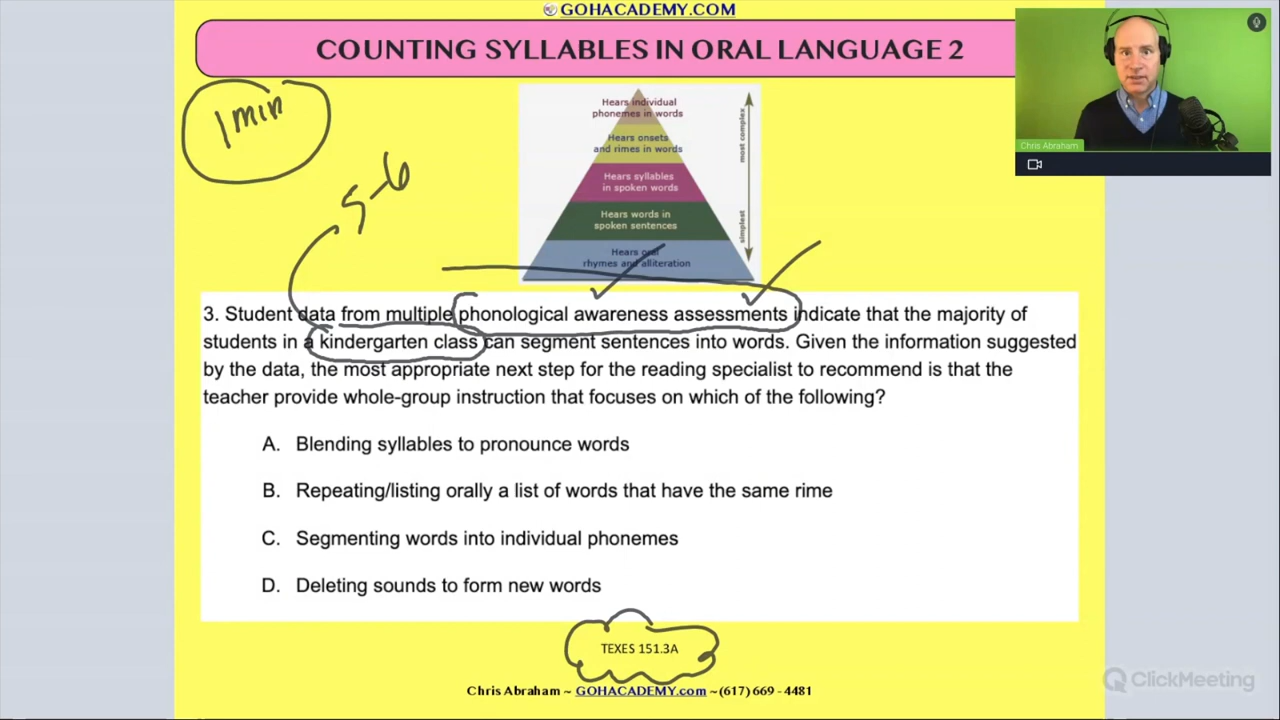 GOHACADEMY.COM
COUNTING SYLLABLES IN ORAL LANGUAGE 2
Chris Abraham
1 min
5-6
Hears individual
phonemes in words
Hears onsets
and rimes in words
Hears syllables
in spoken words
Hears words in
spoken sentences
Hears oral
rhymes and alliteration
most complex
simplest
3. Student data from multiple phonological awareness assessments indicate that the majority of
students in a kindergarten class can segment sentences into words. Given the information suggested
by the data, the most appropriate next step for the reading specialist to recommend is that the
teacher provide whole-group instruction that focuses on which of the following?
A. Blending syllables to pronounce words
B. Repeating/listing orally a list of words that have the same rime
C. Segmenting words into individual phonemes
D. Deleting sounds to form new words
TEXES 151.3A
Chris Abraham ~ GOHACADEMY.com ~(617) 669 - 4481
ClickMeeting